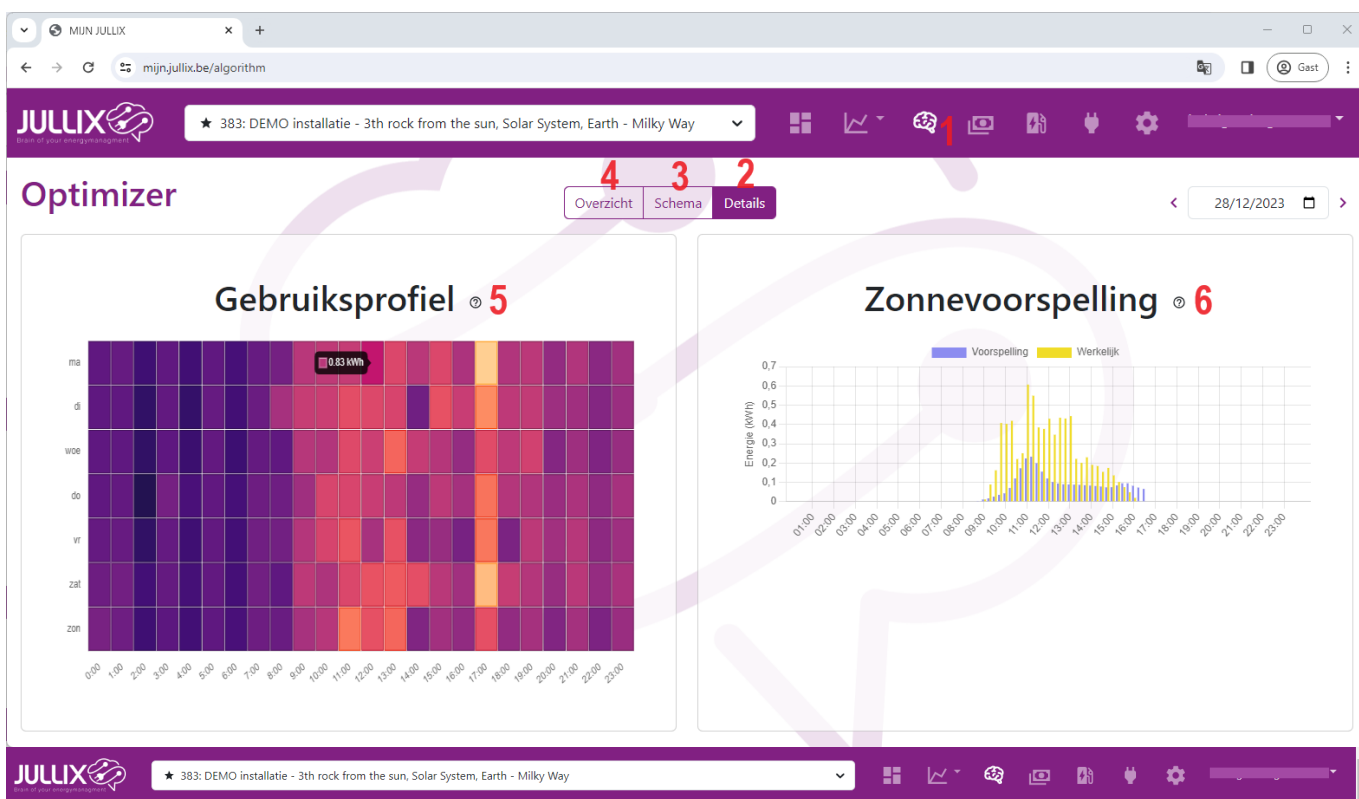 MIJN JULLIX
mijn.jullix.be/algorithm
Gast
JULLIX
Brain of your energymanagment
★ 383: DEMO installatie - 3th rock from the sun, Solar System, Earth - Milky Way
1
4 3 2
Optimizer
Overzicht Schema Details
28/12/2023
Gebruiksprofiel 5
0.83 kWh
ma
di
woe
do
vr
zat
zon
0:00 1:00 2:00 3:00 4:00 5:00 6:00 7:00 8:00 9:00 10:00 11:00 12:00 13:00 14:00 15:00 16:00 17:00 18:00 19:00 20:00 21:00 22:00 23:00
Zonnevoorspelling 6
Voorspelling Werkelijk
Energie (kWh)
0,7
0,6
0,5
0,4
0,3
0,2
0,1
0
01:00 02:00 03:00 04:00 05:00 06:00 07:00 08:00 09:00 10:00 11:00 12:00 13:00 14:00 15:00 16:00 17:00 18:00 19:00 20:00 21:00 22:00 23:00
JULLIX
Brain of your energymanagment
★ 383: DEMO installatie - 3th rock from the sun, Solar System, Earth - Milky Way